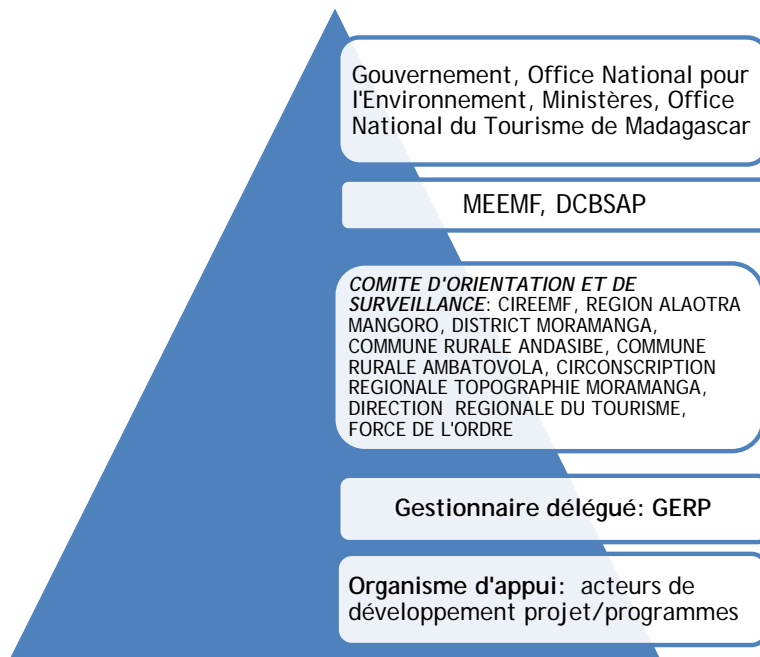 Gouvernement, Office National pour
l'Environnement, Ministères, Office
National du Tourisme de Madagascar
MEEMF, DCBSAP
COMITE D'ORIENTATION ET DE
SURVEILLANCE: CIREEMF, REGION ALAOTRA
MANGORO, DISTRICT MORAMANGA,
COMMUNE RURALE ANDASIBE, COMMUNE
RURALE AMBATOVOLA, CIRCONSCRIPTION
REGIONALE TOPOGRAPHIE MORAMANGA,
DIRECTION REGIONALE DU TOURISME,
FORCE DE L'ORDRE
Gestionnaire délégué: GERP
Organisme d'appui: acteurs de
développement projet/programmes